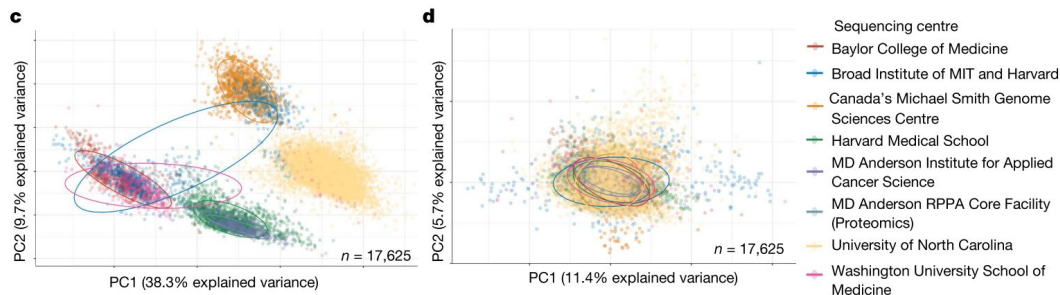 c
PC2 (9.7% explained variance)
n = 17,625
PC1 (38.3% explained variance)
d
PC2 (5.7% explained variance)
n = 17,625
PC1 (11.4% explained variance)
Sequencing centre
Baylor College of Medicine
Broad Institute of MIT and Harvard
Canada's Michael Smith Genome
Sciences Centre
Harvard Medical School
MD Anderson Institute for Applied
Cancer Science
MD Anderson RPPA Core Facility
(Proteomics)
University of North Carolina
Washington University School of
Medicine